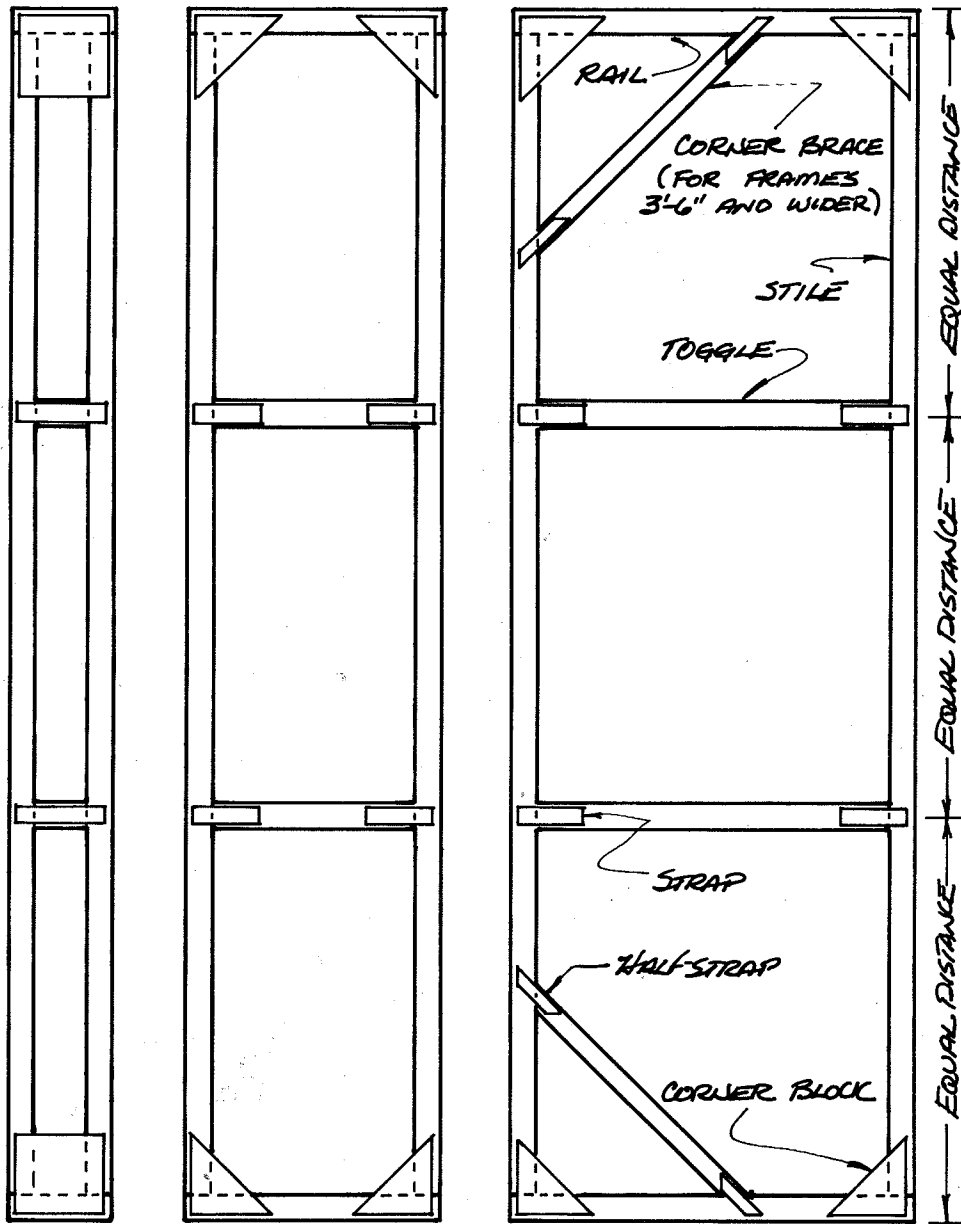 RAIL
CORNER BRACE
(FOR FRAMES
3'-6" AND WIDER)
STILE
TOGGLE
STRAP
HALF-STRAP
CORNER BLOCK
EQUAL DISTANCE
EQUAL DISTANCE
EQUAL DISTANCE